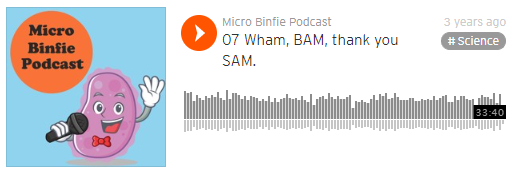 Micro
Binfie
Podcast
Micro Binfie Podcast
3 years ago
07 Wham, BAM, thank you
SAM.
# Science
33:40